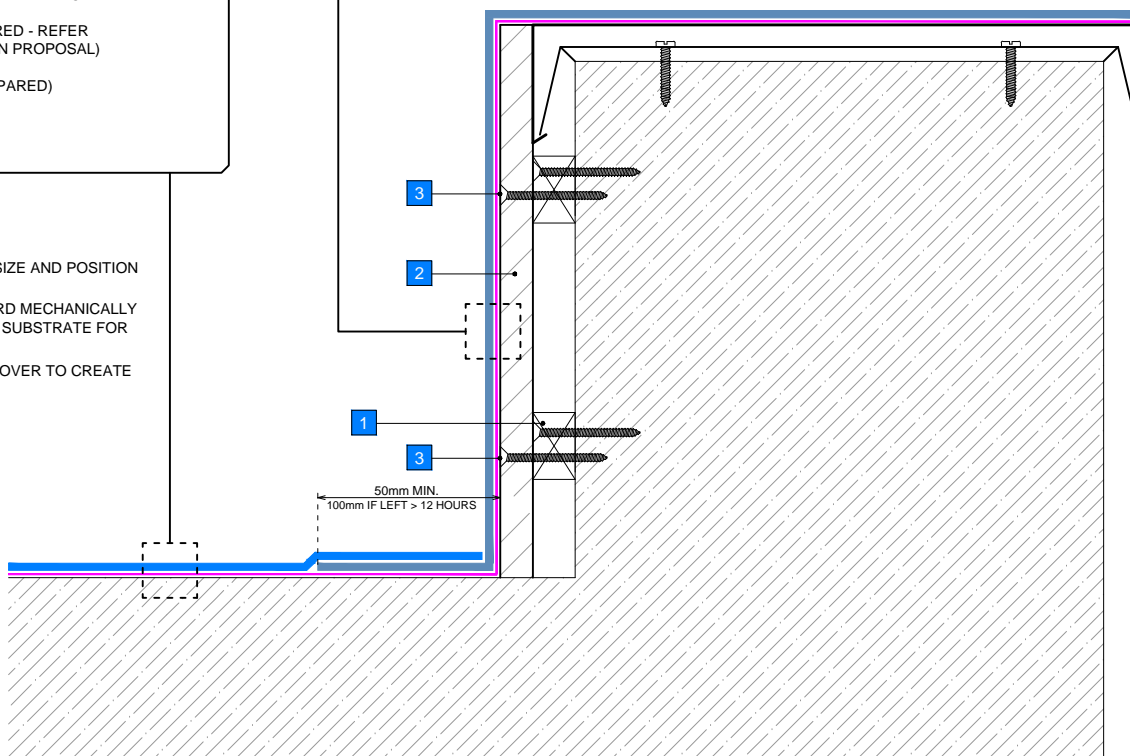 RED - REFER
N PROPOSAL)
PARED)
SIZE AND POSITION
RD MECHANICALLY
SUBSTRATE FOR
OVER TO CREATE
3
2
1
3
50mm MIN.
100mm IF LEFT > 12 HOURS